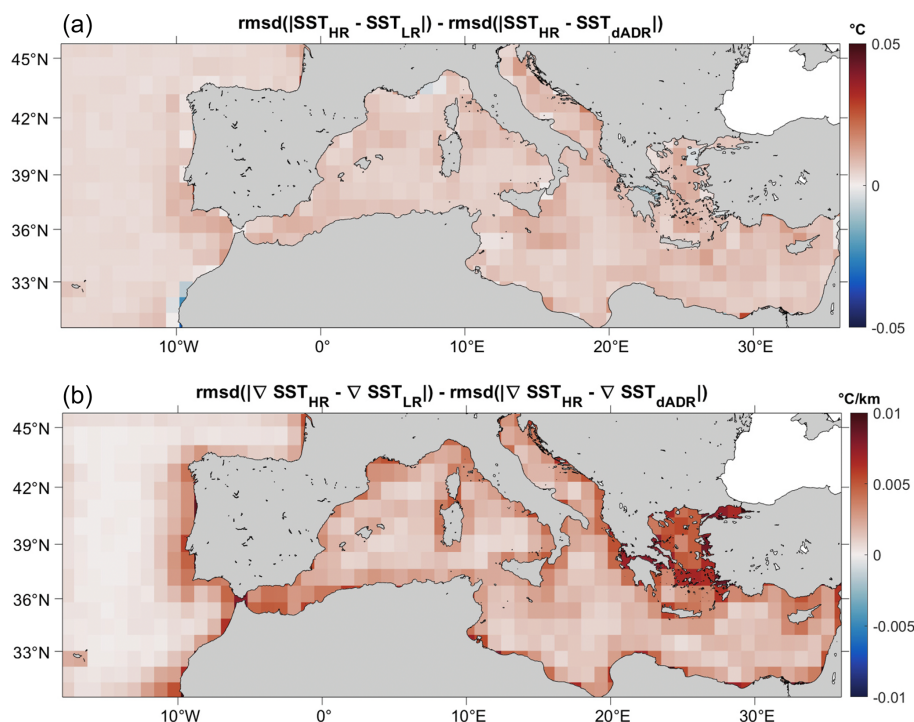 (a)
rmsd(|SST_HR - SST_LR|) - rmsd(|SST_HR - SST_dADR|)
°C
45°N
42°N
39°N
36°N
33°N
10°W 0° 10°E 20°E 30°E
0.05
0
-0.05
(b)
rmsd(|∇ SST_HR - ∇ SST_LR|) - rmsd(|∇ SST_HR - ∇ SST_dADR|)
°C/km
45°N
42°N
39°N
36°N
33°N
10°W 0° 10°E 20°E 30°E
0.01
0.005
0
-0.005
-0.01